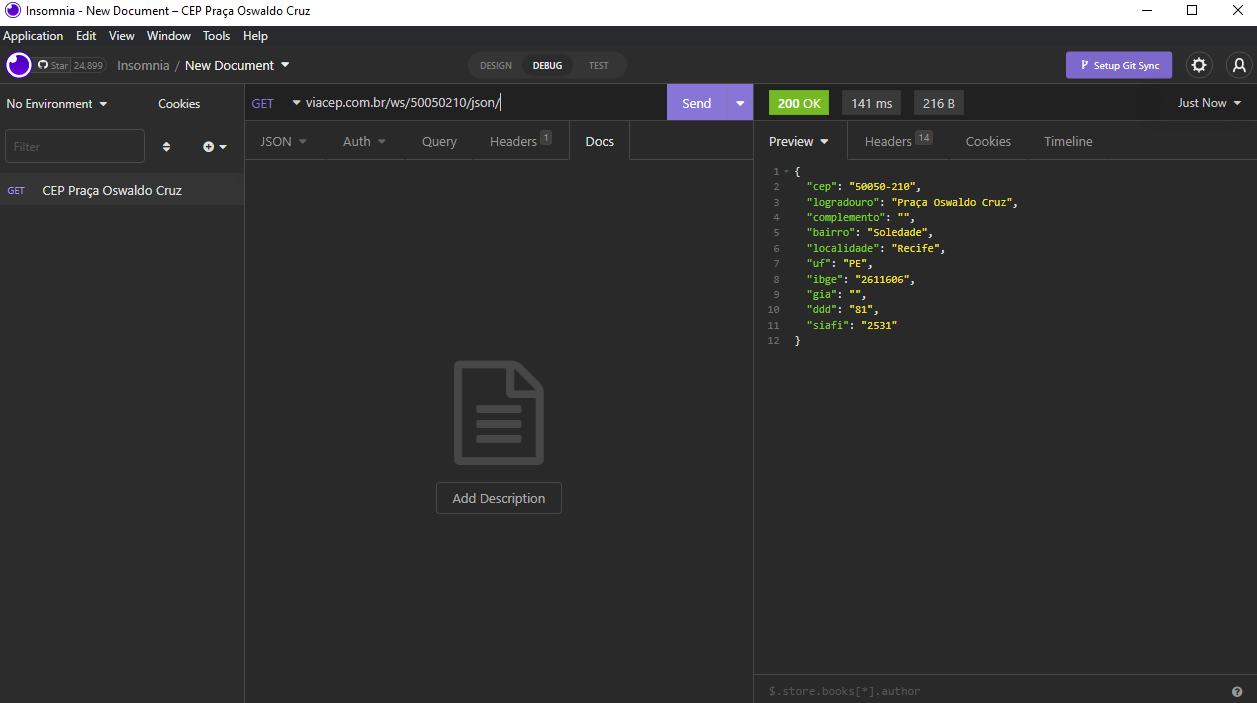 Insomnia - New Document – CEP Praça Oswaldo Cruz
Application Edit View Window Tools Help
Star 24,899 Insomnia / New Document
DESIGN DEBUG TEST
Setup Git Sync
No Environment Cookies
Filter
GET CEP Praça Oswaldo Cruz
GET viacep.com.br/ws/50050210/json/ Send
JSON Auth Query Headers 1 Docs
Add Description
200 OK 141 ms 216 B Just Now
Preview Headers 14 Cookies Timeline
1 {
2 "cep": "50050-210",
3 "logradouro": "Praça Oswaldo Cruz",
4 "complemento": "",
5 "bairro": "Soledade",
6 "localidade": "Recife",
7 "uf": "PE",
8 "ibge": "2611606",
9 "gia": "",
10 "ddd": "81",
11 "siafi": "2531"
12 }
$.store.books[*].author